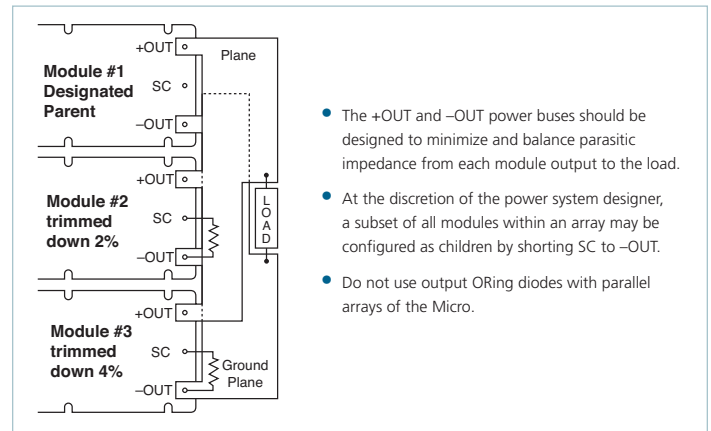 +OUT
Plane
Module #1
Designated
Parent
SC
–OUT
+OUT
Module #2
trimmed
down 2%
SC
–OUT
LOAD
+OUT
Module #3
trimmed
down 4%
SC
Ground
Plane
–OUT
• The +OUT and –OUT power buses should be
designed to minimize and balance parasitic
impedance from each module output to the load.
• At the discretion of the power system designer,
a subset of all modules within an array may be
configured as children by shorting SC to –OUT.
• Do not use output ORing diodes with parallel
arrays of the Micro.